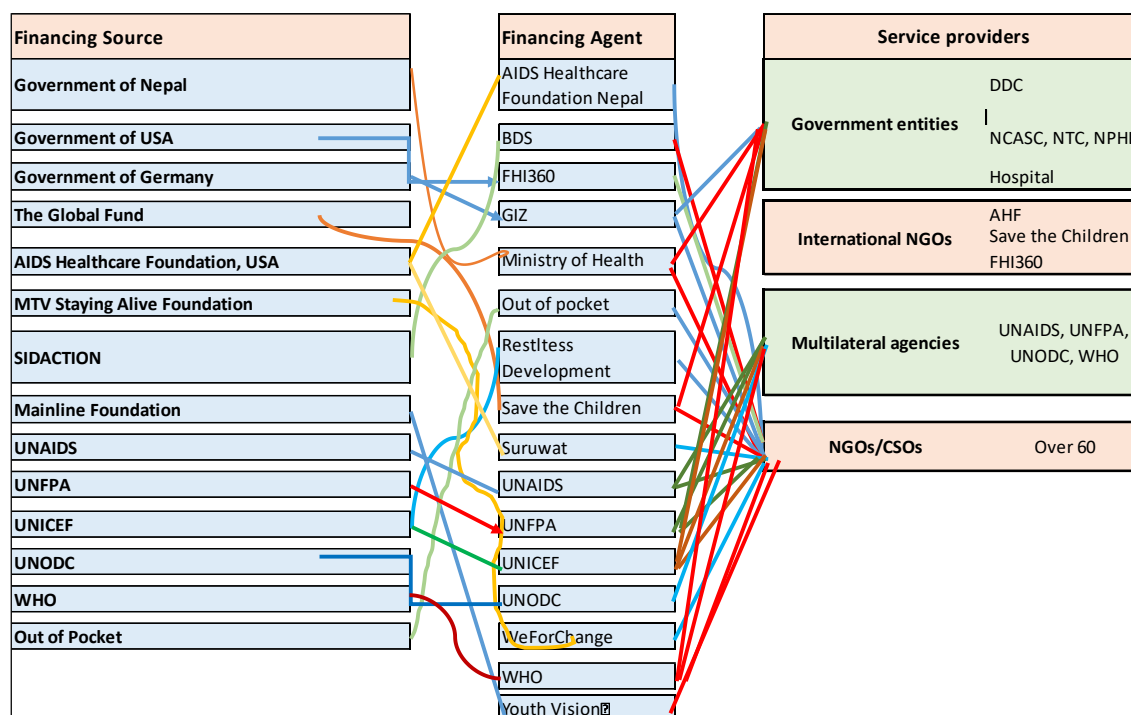 Financing Source
Government of Nepal
Government of USA
Government of Germany
The Global Fund
AIDS Healthcare Foundation, USA
MTV Staying Alive Foundation
SIDACTION
Mainline Foundation
UNAIDS
UNFPA
UNICEF
UNODC
WHO
Out of Pocket
Financing Agent
AIDS Healthcare
Foundation Nepal
BDS
FHI360
GIZ
Ministry of Health
Out of pocket
Restltess
Development
Save the Children
Suruwat
UNAIDS
UNFPA
UNICEF
UNODC
WeForChange
WHO
Youth Vision
Service providers
Government entities
DDC
NCASC, NTC, NPHL
Hospital
International NGOs
AHF
Save the Children
FHI360
Multilateral agencies
UNAIDS, UNFPA,
UNODC, WHO
NGOs/CSOs
Over 60